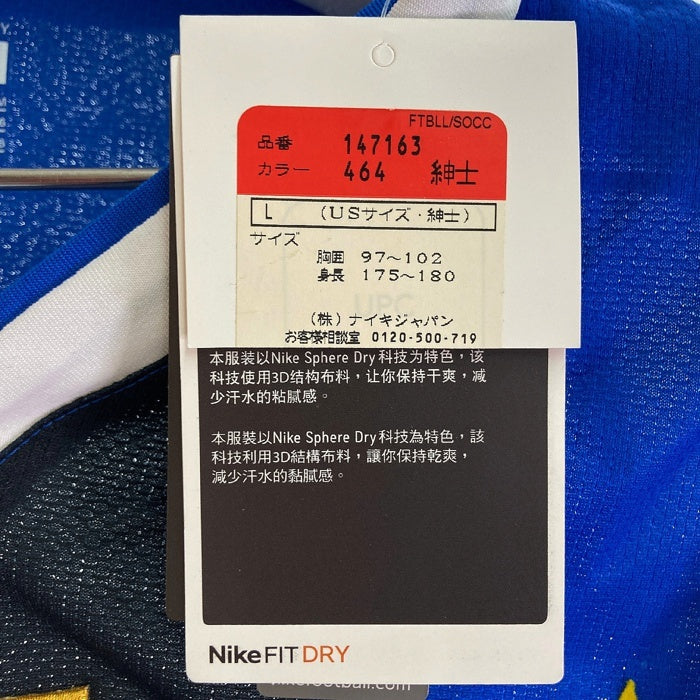 FTBLL/SOCC
品番 147163
カラー 464 紳士
L (USサイズ・紳士)
サイズ
胸囲 97~102
身長 175~180
UPC
(株)ナイキジャパン
お客様相談室 0120-500-719
本服装以Nike Sphere Dry科技为特色,该
科技使用3D结构布料,让你保持干爽,减
少汗水的粘腻感。
本服裝以Nike Sphere Dry科技為特色,該
科技利用3D結構布料,讓你保持乾爽,
減少汗水的黏膩感。
NikeFIT DRY
nikefootball.com